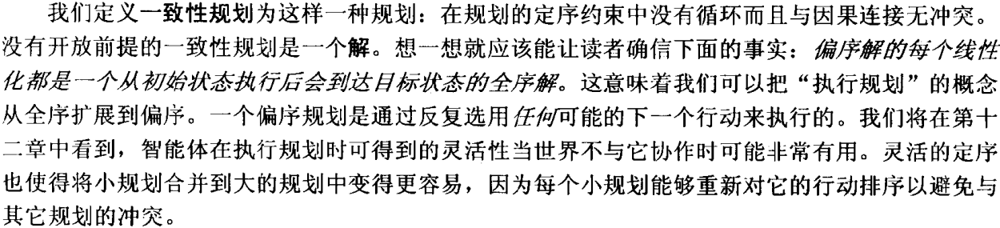 我们定义一致性规划为这样一种规划：在规划的定序约束中没有循环而且与因果连接无冲突。
没有开放前提的一致性规划是一个解。想一想就应该能让读者确信下面的事实：偏序解的每个线性
化都是一个从初始状态执行后会到达目标状态的全序解。这意味着我们可以把“执行规划”的概念
从全序扩展到偏序。一个偏序规划是通过反复选用任何可能的下一个行动来执行的。我们将在第十
二章中看到，智能体在执行规划时可得到的灵活性当世界不与它协作时可能非常有用。灵活的定序
也使得将小规划合并到大的规划中变得更容易，因为每个小规划能够重新对它的行动排序以避免与
其它规划的冲突。